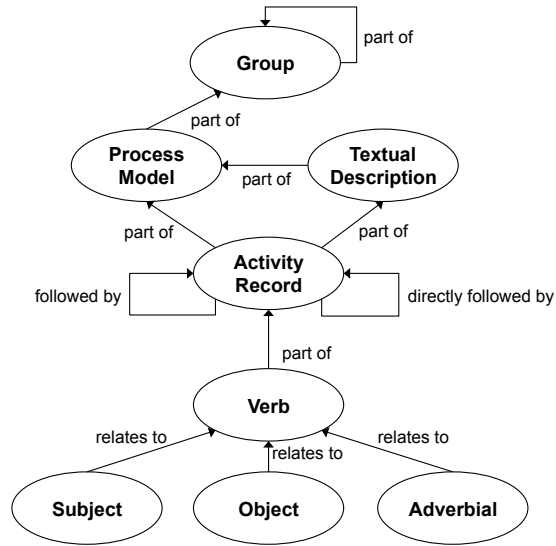 part of
Group
part of
Process
Model
Textual
Description
part of
part of
part of
Activity
Record
followed by
directly followed by
part of
Verb
relates to
relates to
relates to
Subject
Object
Adverbial